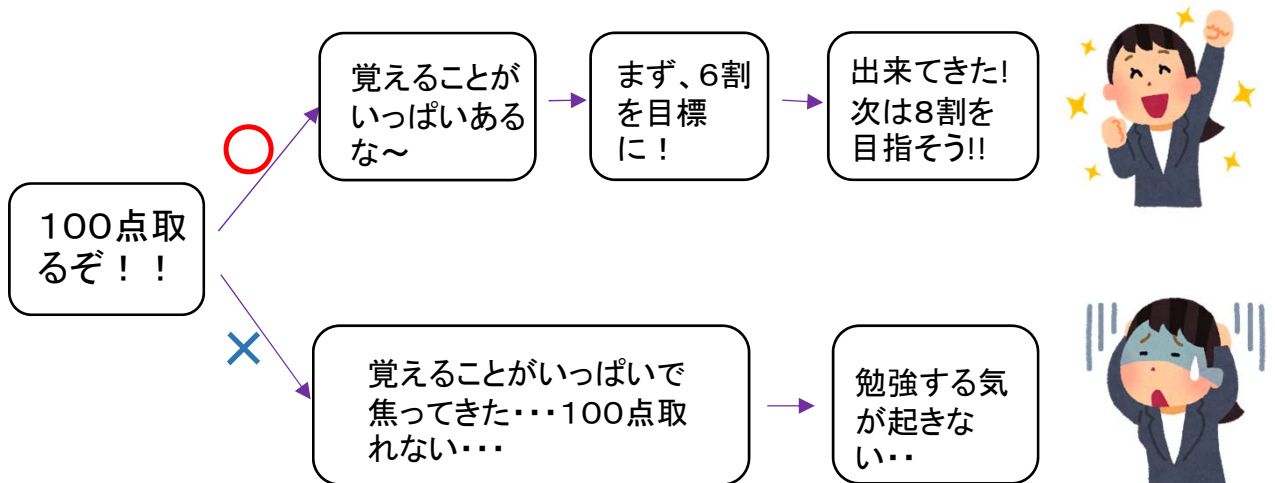 100点取
るぞ！！
覚えることが
いっぱいある
な～
まず、6割
を目標
に！
出来てきた!
次は8割を
目指そう!!
覚えることがいっぱいで
焦ってきた・・・100点取
れない・・・
勉強する気
が起きな
い・・